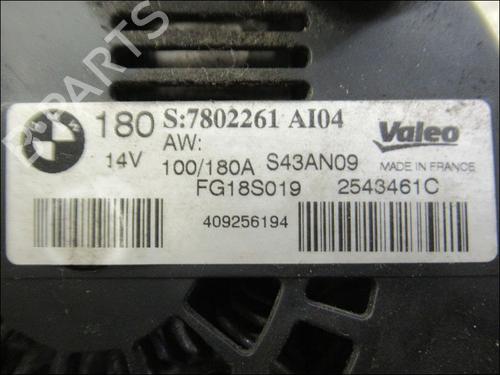 B-PARTS
180 S:7802261 AI04 Valeo
AW:
14V 100/180A S43AN09 MADE IN FRANCE
FG18S019 2543461C
409256194